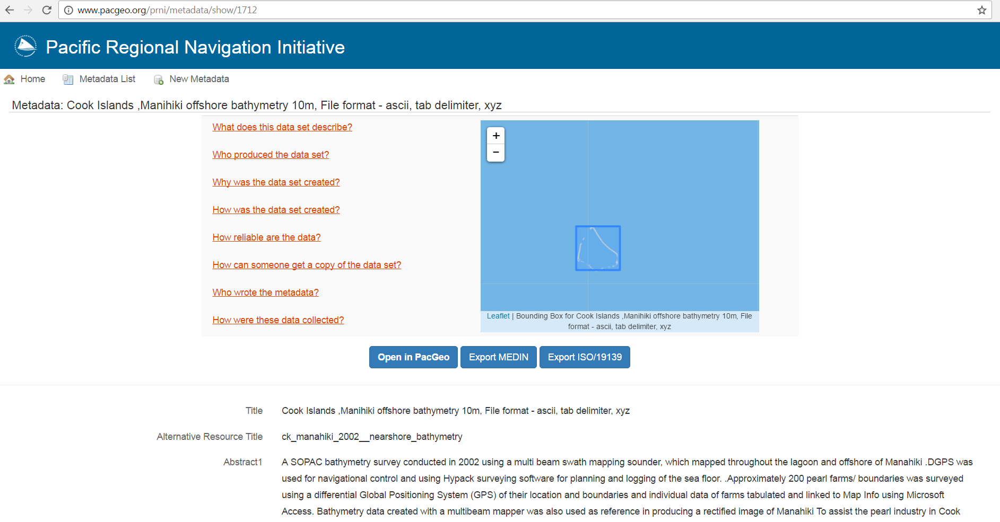 www.pacgeo.org/prni/metadata/show/1712
Pacific Regional Navigation Initiative
Home Metadata List New Metadata
Metadata: Cook Islands ,Manihiki offshore bathymetry 10m, File format - ascii, tab delimiter, xyz
What does this data set describe?
Who produced the data set?
Why was the data set created?
How was the data set created?
How reliable are the data?
How can someone get a copy of the data set?
Who wrote the metadata?
How were these data collected?
+
−
Leaflet | Bounding Box for Cook Islands ,Manihiki offshore bathymetry 10m, File
format - ascii, tab delimiter, xyz
Open in PacGeo Export MEDIN Export ISO/19139
Title Cook Islands ,Manihiki offshore bathymetry 10m, File format - ascii, tab delimiter, xyz
Alternative Resource Title ck_manahiki_2002__nearshore_bathymetry
Abstract1 A SOPAC bathymetry survey conducted in 2002 using a multi beam swath mapping sounder, which mapped throughout the lagoon and offshore of Manahiki .DGPS was
used for navigational control and using Hypack surveying software for planning and logging of the sea floor. .Approximately 200 pearl farms/ boundaries was surveyed
using a differential Global Positioning System (GPS) of their location and boundaries and individual data of farms tabulated and linked to Map Info using Microsoft
Access. Bathymetry data created with a multibeam mapper was also used as reference in producing a rectified image of Manahiki To assist the pearl industry in Cook